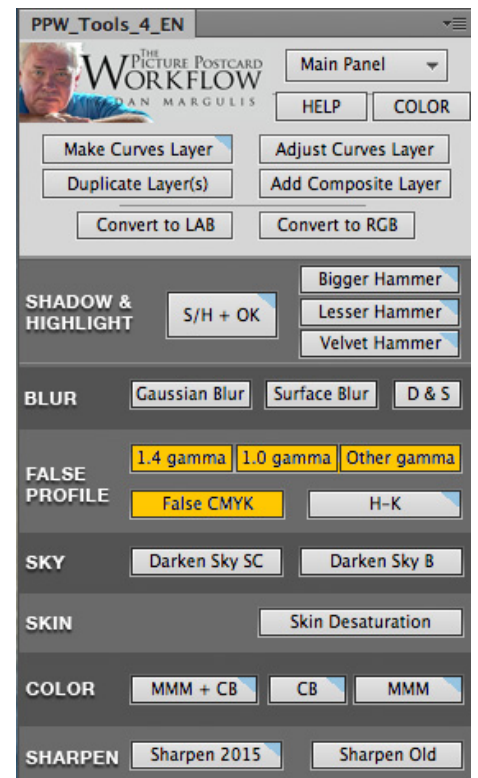 PPW_Tools_4_EN
THE
PICTURE POSTCARD
WORKFLOW
DAN MARGULIS
Main Panel
HELP COLOR
Make Curves Layer Adjust Curves Layer
Duplicate Layer(s) Add Composite Layer
Convert to LAB Convert to RGB
SHADOW &
HIGHLIGHT
S/H + OK
Bigger Hammer
Lesser Hammer
Velvet Hammer
BLUR Gaussian Blur Surface Blur D & S
FALSE
PROFILE
1.4 gamma 1.0 gamma Other gamma
False CMYK H-K
SKY Darken Sky SC Darken Sky B
SKIN Skin Desaturation
COLOR MMM + CB CB MMM
SHARPEN Sharpen 2015 Sharpen Old